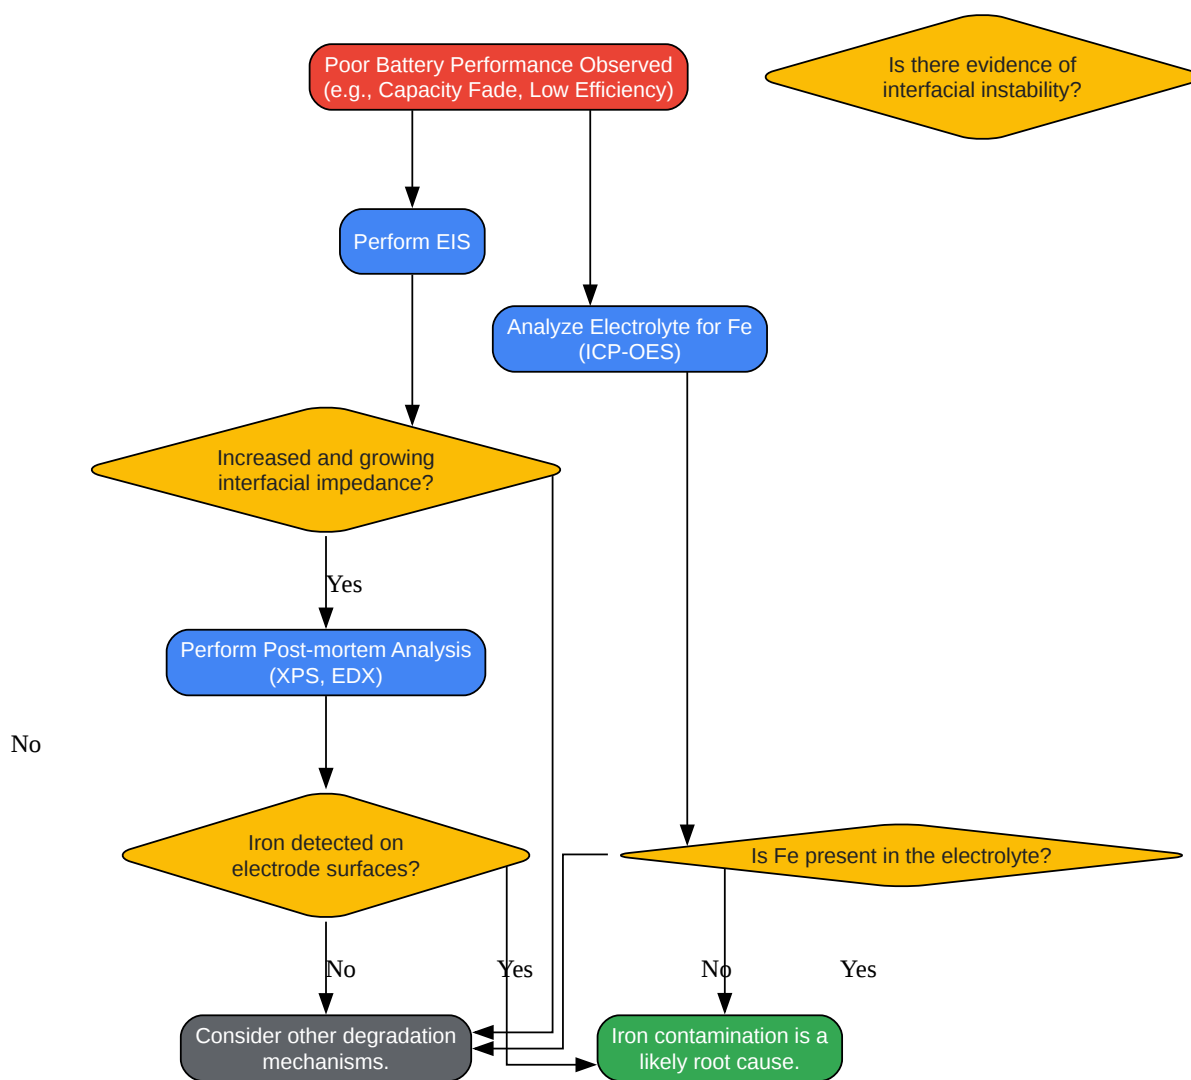 Poor Battery Performance Observed
(e.g., Capacity Fade, Low Efficiency)
Is there evidence of
interfacial instability?
Perform EIS
Analyze Electrolyte for Fe
(ICP-OES)
Increased and growing
interfacial impedance?
Yes
Perform Post-mortem Analysis
(XPS, EDX)
No
Iron detected on
electrode surfaces?
Is Fe present in the electrolyte?
No
Yes
No
Yes
Consider other degradation
mechanisms.
Iron contamination is a
likely root cause.